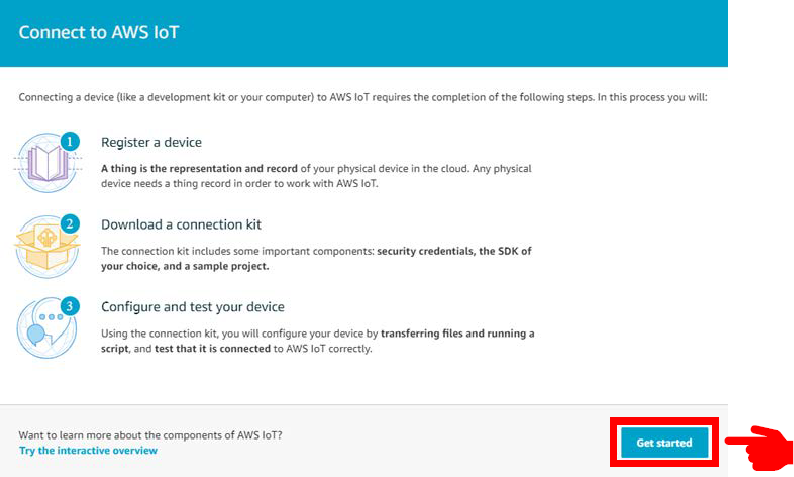 Connect to AWS IoT
Connecting a device (like a development kit or your computer) to AWS IoT requires the completion of the following steps. In this process you will:
1
Register a device
A thing is the representation and record of your physical device in the cloud. Any physical
device needs a thing record in order to work with AWS IoT.
2
Download a connection kit
The connection kit includes some important components: security credentials, the SDK of
your choice, and a sample project.
3
Configure and test your device
Using the connection kit, you will configure your device by transferring files and running a
script, and test that it is connected to AWS IoT correctly.
Want to learn more about the components of AWS IoT?
Try the interactive overview
Get started